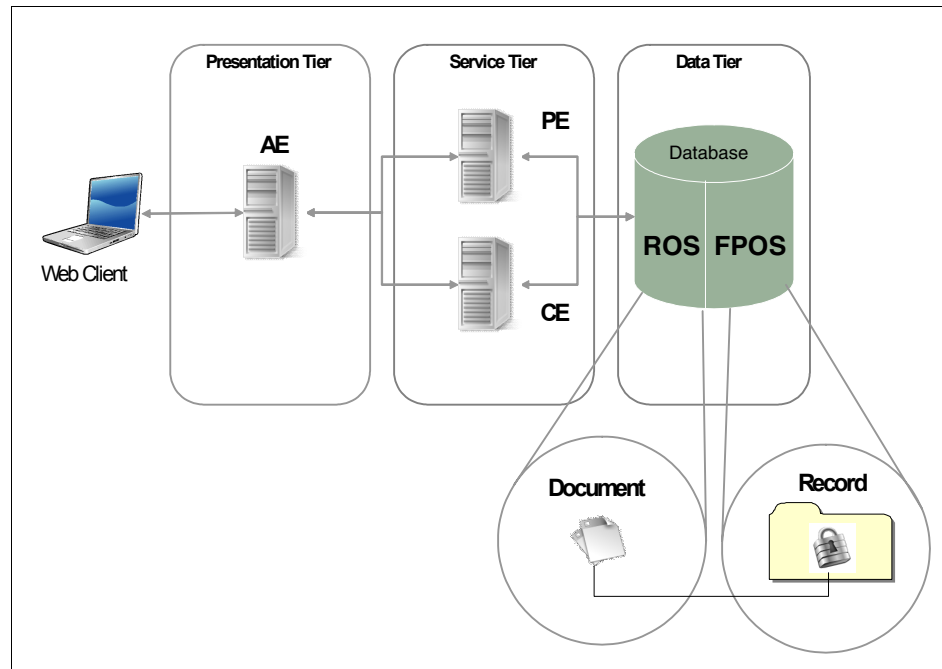 Presentation Tier
Service Tier
Data Tier
AE
PE
CE
Web Client
Database
ROS
FPOS
Document
Record